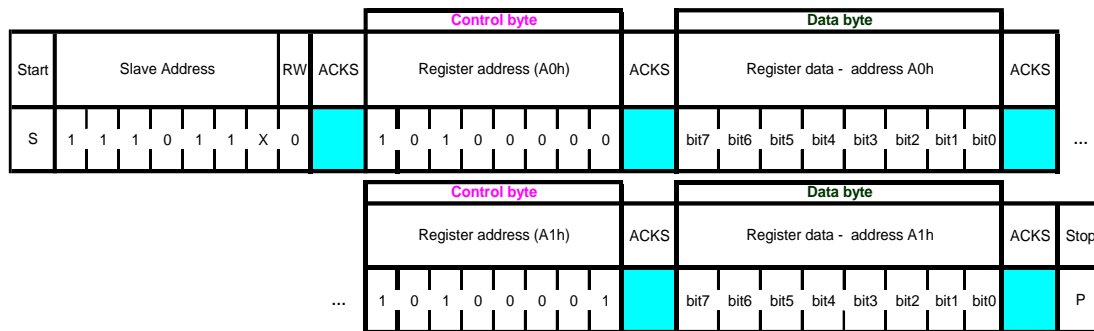 Control byte Data byte
Start Slave Address RW ACKS Register address (A0h) ACKS Register data - address A0h ACKS
S 1 1 1 0 1 1 X 0 1 0 1 0 0 0 0 0 bit7 bit6 bit5 bit4 bit3 bit2 bit1 bit0 ...
Control byte Data byte
Register address (A1h) ACKS Register data - address A1h ACKS Stop
... 1 0 1 0 0 0 0 1 bit7 bit6 bit5 bit4 bit3 bit2 bit1 bit0 P